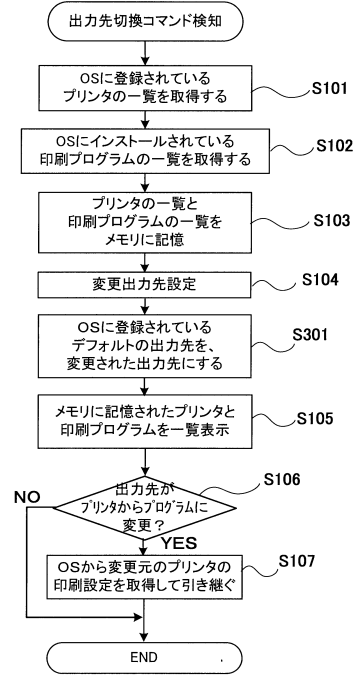 出力先切換コマンド検知
OSに登録されている
プリンタの一覧を取得する
S101
OSにインストールされている
印刷プログラムの一覧を取得する
S102
プリンタの一覧と
印刷プログラムの一覧を
メモリに記憶
S103
変更出力先設定
S104
OSに登録されている
デフォルトの出力先を、
変更された出力先にする
S301
メモリに記憶されたプリンタと
印刷プログラムを一覧表示
S105
出力先が
プリンタからプログラムに
変更？
S106
NO
YES
OSから変更元のプリンタの
印刷設定を取得して引き継ぐ
S107
END